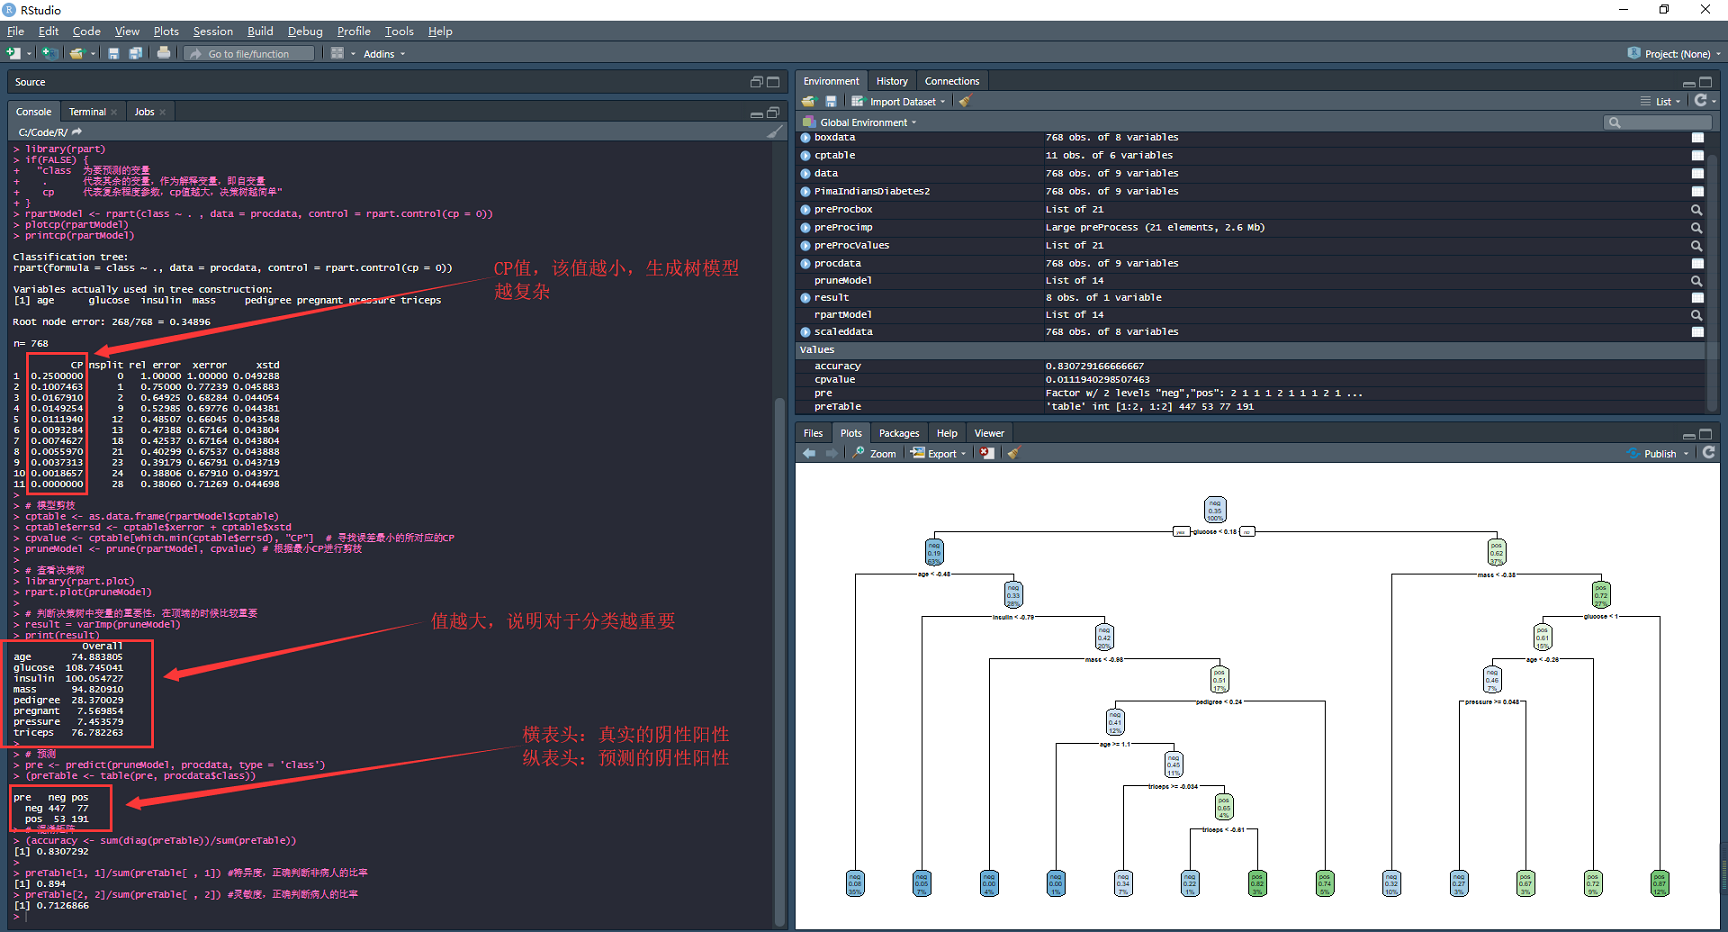 RStudio
File Edit Code View Plots Session Build Debug Profile Tools Help
Go to file/function Addins Project: (None)
Source
Console Terminal Jobs
C:/Code/R/
> library(rpart)
> if(FALSE) {
+ "class 为要预测的变量
+ . 代表其余的变量，作为解释变量，即自变量
+ cp 代表复杂程度参数，cp值越大，决策树越简单"
+ }
> rpartModel <- rpart(class ~ . , data = procdata, control = rpart.control(cp = 0))
> plotcp(rpartModel)
> printcp(rpartModel)
Classification tree:
rpart(formula = class ~ ., data = procdata, control = rpart.control(cp = 0))
Variables actually used in tree construction:
[1] age glucose insulin mass pedigree pregnant pressure triceps
Root node error: 268/768 = 0.34896
n= 768
CP nsplit rel error xerror xstd
1 0.2500000 0 1.00000 1.00000 0.049288
2 0.1007463 1 0.75000 0.77239 0.045883
3 0.0167910 2 0.64925 0.68284 0.044054
4 0.0149254 9 0.52985 0.69776 0.044381
5 0.0111940 12 0.48507 0.66045 0.043548
6 0.0093284 13 0.47388 0.67164 0.043804
7 0.0074627 18 0.42537 0.67164 0.043804
8 0.0055970 21 0.40299 0.67537 0.043888
9 0.0037313 23 0.39179 0.66791 0.043719
10 0.0018657 24 0.38806 0.67910 0.043971
11 0.0000000 28 0.38060 0.71269 0.044698
>
> # 模型剪枝
> cptable <- as.data.frame(rpartModel$cptable)
> cptable$errsd <- cptable$xerror + cptable$xstd
> cpvalue <- cptable[which.min(cptable$errsd), "CP"] # 寻找误差最小的所对应的CP
> pruneModel <- prune(rpartModel, cpvalue) # 根据最小CP进行剪枝
>
> # 查看决策树
> library(rpart.plot)
> rpart.plot(pruneModel)
>
> # 判断决策树中变量的重要性，在顶端的时候比较重要
> result = varImp(pruneModel)
> print(result)
Overall
age 74.883805
glucose 108.745041
insulin 100.054727
mass 94.820910
pedigree 28.370029
pregnant 7.569854
pressure 7.453579
triceps 76.782263
>
> # 预测
> pre <- predict(pruneModel, procdata, type = 'class')
> (preTable <- table(pre, procdata$class))
pre neg pos
neg 447 77
pos 53 191
> # 混淆矩阵
> (accuracy <- sum(diag(preTable))/sum(preTable))
[1] 0.8307292
>
> preTable[1, 1]/sum(preTable[ , 1]) #特异度，正确判断非病人的比率
[1] 0.894
> preTable[2, 2]/sum(preTable[ , 2]) #灵敏度，正确判断病人的比率
[1] 0.7126866
>
CP值，该值越小，生成树模型
越复杂
值越大，说明对于分类越重要
横表头：真实的阴性阳性
纵表头：预测的阴性阳性
Environment History Connections
Import Dataset List
Global Environment
boxdata 768 obs. of 8 variables
cptable 11 obs. of 6 variables
data 768 obs. of 9 variables
PimaIndiansDiabetes2 768 obs. of 9 variables
preProcbox List of 21
preProcimp Large preProcess (21 elements, 2.6 Mb)
preProcValues List of 21
procdata 768 obs. of 9 variables
pruneModel List of 14
result 8 obs. of 1 variable
rpartModel List of 14
scaleddata 768 obs. of 8 variables
Values
accuracy 0.830729166666667
cpvalue 0.0111940298507463
pre Factor w/ 2 levels "neg","pos": 2 1 1 1 2 1 1 1 2 1 ...
preTable 'table' int [1:2, 1:2] 447 53 77 191
Files Plots Packages Help Viewer
Zoom Export Publish
neg
0.35
100%
yes glucose < 0.18 no
neg
0.19
63%
pos
0.62
37%
age < -0.48
mass < -0.35
neg
0.33
28%
pos
0.72
27%
insulin < -0.79
glucose < 1
neg
0.42
20%
pos
0.61
15%
mass < -0.98
age < -0.26
pos
0.51
17%
neg
0.46
7%
pedigree < 0.24
pressure >= 0.048
neg
0.41
12%
age >= 1.1
neg
0.45
11%
triceps >= -0.034
pos
0.65
4%
triceps < -0.61
neg
0.08
35%
neg
0.05
7%
neg
0.00
4%
neg
0.00
1%
neg
0.34
7%
neg
0.22
1%
pos
0.82
3%
pos
0.74
5%
neg
0.32
10%
neg
0.27
3%
pos
0.67
3%
pos
0.72
9%
pos
0.87
12%